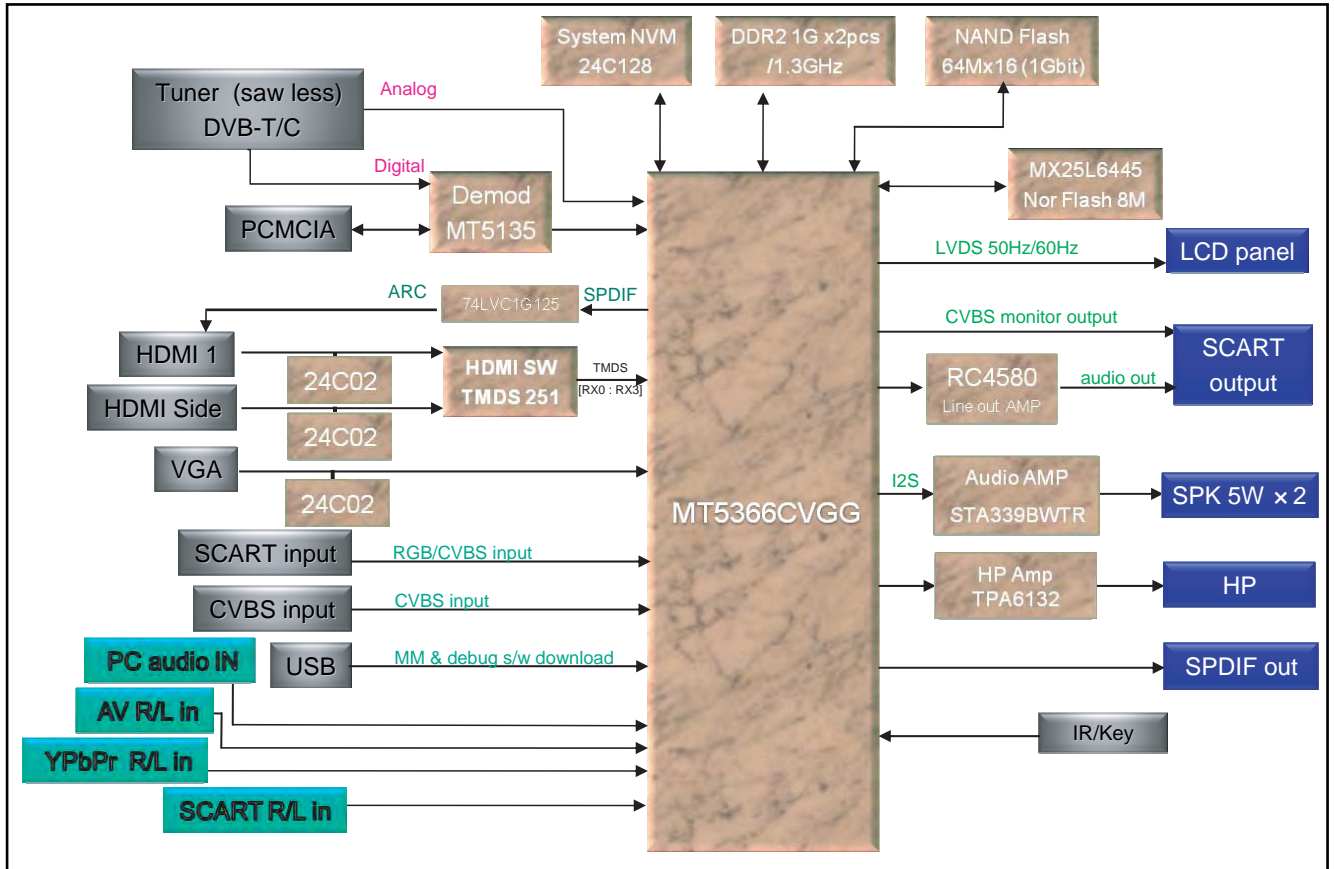 System NVM
24C128
DDR2 1G x2pcs
/1.3GHz
NAND Flash
64Mx16 (1Gbit)
Tuner (saw less)
DVB-T/C
Analog
Digital
Demod
MT5135
PCMCIA
MX25L6445
Nor Flash 8M
LVDS 50Hz/60Hz
LCD panel
ARC
74LVC1G125
SPDIF
CVBS monitor output
SCART
output
HDMI 1
24C02
HDMI SW
TMDS 251
TMDS
[RX0 : RX3]
RC4580
Line out AMP
audio out
HDMI Side
24C02
VGA
24C02
MT5366CVGG
I2S
Audio AMP
STA339BWTR
SPK 5W × 2
SCART input
RGB/CVBS input
HP Amp
TPA6132
HP
CVBS input
CVBS input
PC audio IN
USB
MM & debug s/w download
SPDIF out
AV R/L in
IR/Key
YPbPr R/L in
SCART R/L in